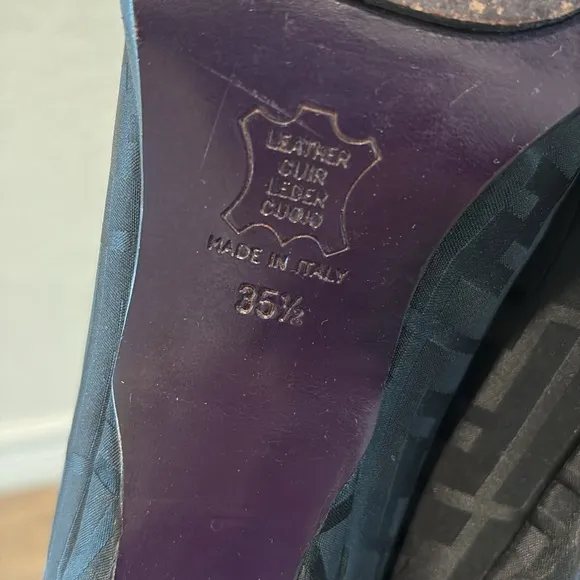 LEATHER
CUIR
LEDER
CUOIO
MADE IN ITALY
35½